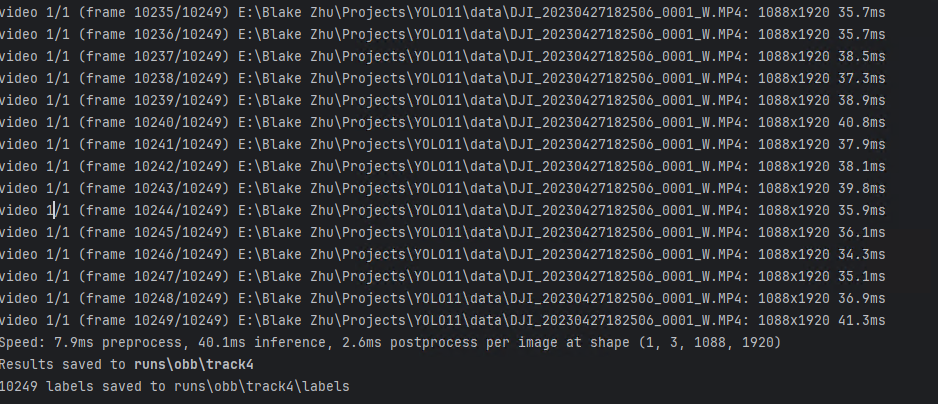 video 1/1 (frame 10235/10249) E:\Blake Zhu\Projects\YOLO11\data\DJI_20230427182506_0001_W.MP4: 1088x1920 35.7ms
video 1/1 (frame 10236/10249) E:\Blake Zhu\Projects\YOLO11\data\DJI_20230427182506_0001_W.MP4: 1088x1920 35.7ms
video 1/1 (frame 10237/10249) E:\Blake Zhu\Projects\YOLO11\data\DJI_20230427182506_0001_W.MP4: 1088x1920 38.5ms
video 1/1 (frame 10238/10249) E:\Blake Zhu\Projects\YOLO11\data\DJI_20230427182506_0001_W.MP4: 1088x1920 37.3ms
video 1/1 (frame 10239/10249) E:\Blake Zhu\Projects\YOLO11\data\DJI_20230427182506_0001_W.MP4: 1088x1920 38.9ms
video 1/1 (frame 10240/10249) E:\Blake Zhu\Projects\YOLO11\data\DJI_20230427182506_0001_W.MP4: 1088x1920 40.8ms
video 1/1 (frame 10241/10249) E:\Blake Zhu\Projects\YOLO11\data\DJI_20230427182506_0001_W.MP4: 1088x1920 37.9ms
video 1/1 (frame 10242/10249) E:\Blake Zhu\Projects\YOLO11\data\DJI_20230427182506_0001_W.MP4: 1088x1920 38.1ms
video 1/1 (frame 10243/10249) E:\Blake Zhu\Projects\YOLO11\data\DJI_20230427182506_0001_W.MP4: 1088x1920 39.8ms
video 1/1 (frame 10244/10249) E:\Blake Zhu\Projects\YOLO11\data\DJI_20230427182506_0001_W.MP4: 1088x1920 35.9ms
video 1/1 (frame 10245/10249) E:\Blake Zhu\Projects\YOLO11\data\DJI_20230427182506_0001_W.MP4: 1088x1920 36.1ms
video 1/1 (frame 10246/10249) E:\Blake Zhu\Projects\YOLO11\data\DJI_20230427182506_0001_W.MP4: 1088x1920 34.3ms
video 1/1 (frame 10247/10249) E:\Blake Zhu\Projects\YOLO11\data\DJI_20230427182506_0001_W.MP4: 1088x1920 35.1ms
video 1/1 (frame 10248/10249) E:\Blake Zhu\Projects\YOLO11\data\DJI_20230427182506_0001_W.MP4: 1088x1920 36.9ms
video 1/1 (frame 10249/10249) E:\Blake Zhu\Projects\YOLO11\data\DJI_20230427182506_0001_W.MP4: 1088x1920 41.3ms
Speed: 7.9ms preprocess, 40.1ms inference, 2.6ms postprocess per image at shape (1, 3, 1088, 1920)
Results saved to runs\obb\track4
10249 labels saved to runs\obb\track4\labels